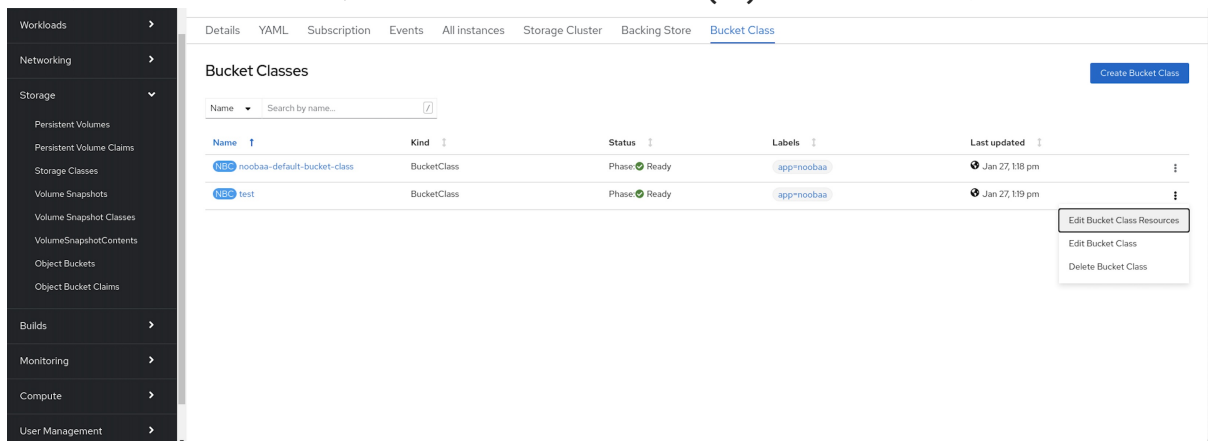 Workloads
Networking
Storage
Persistent Volumes
Persistent Volume Claims
Storage Classes
Volume Snapshots
Volume Snapshot Classes
VolumeSnapshotContents
Object Buckets
Object Bucket Claims
Builds
Monitoring
Compute
User Management
Details YAML Subscription Events All instances Storage Cluster Backing Store Bucket Class
Bucket Classes
Create Bucket Class
Name Search by name... /
Name Kind Status Labels Last updated
NBC noobaa-default-bucket-class BucketClass Phase: Ready app=noobaa Jan 27, 1:18 pm
NBC test BucketClass Phase: Ready app=noobaa Jan 27, 1:19 pm
Edit Bucket Class Resources
Edit Bucket Class
Delete Bucket Class